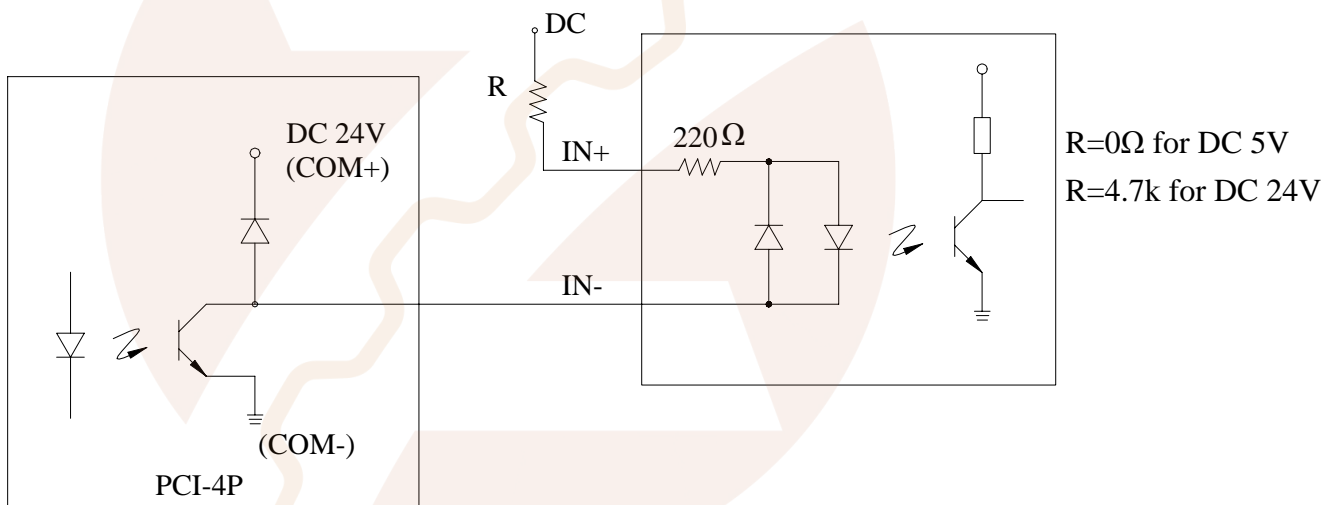 DC
R
DC 24V
(COM+)
220Ω
IN+
R=0Ω for DC 5V
R=4.7k for DC 24V
IN-
(COM-)
PCI-4P